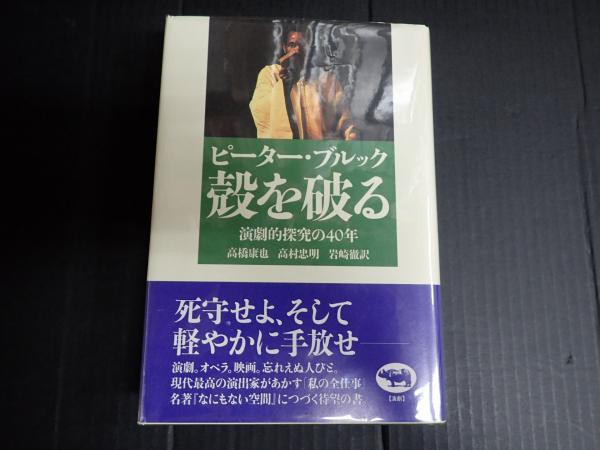 ピーター・ブルック
殻を破る
演劇的探究の40年
高橋康也 高村忠明 岩崎徹訳
死守せよ、そして
軽やかに手放せ――
演劇。オペラ。映画。忘れえぬ人びと。
現代最高の演出家があかす「私の全仕事」
名著『なにもない空間』につづく待望の書。
【演劇】